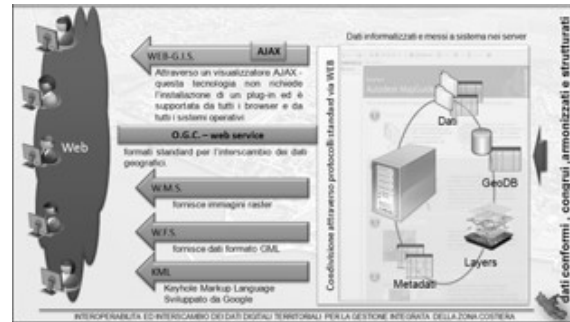 Dati informatizzati e messi a sistema nei server
WEB-G.I.S.
AJAX
Attraverso un visualizzatore AJAX -
questa tecnologia non richiede
l'installazione di un plug-in ed è
supportata da tutti i browser e da
tutti i sistemi operativi
O.G.C. – web service
formati standard per l'interscambio dei dati
geografici.
W.M.S.
fornisce immagini raster
W.F.S.
fornisce dati formato GML
KML
Keyhole Markup Language
Sviluppato da Google
Web
Condivisione attraverso protocolli standard via WEB
Dati
GeoDB
Layers
Metadati
dati conformi , congrui ,armonizzati e strutturati
INTEROPERABILITA ED INTERSCAMBIO DEI DATI DIGITALI TERRITORIALI PER LA GESTIONE INTEGRATA DELLA ZONA COSTIERA